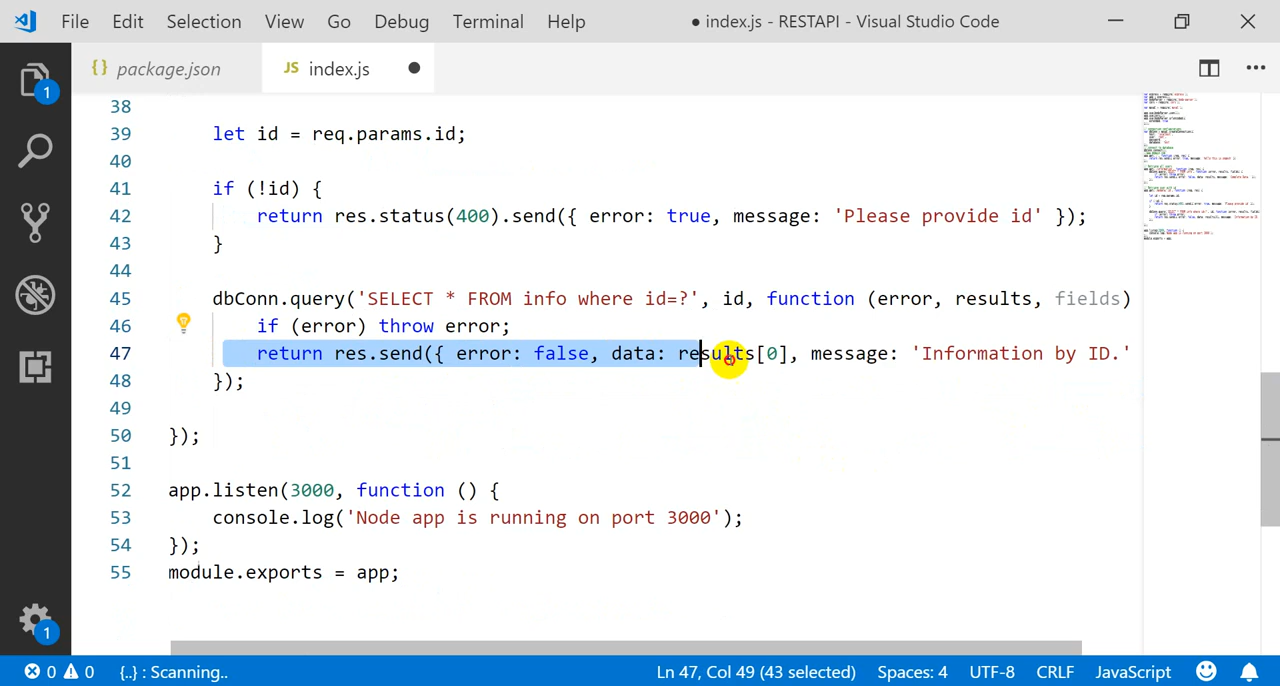 File Edit Selection View Go Debug Terminal Help ● index.js - RESTAPI - Visual Studio Code
{} package.json JS index.js ●
38
39 let id = req.params.id;
40
41 if (!id) {
42 return res.status(400).send({ error: true, message: 'Please provide id' });
43 }
44
45 dbConn.query('SELECT * FROM info where id=?', id, function (error, results, fields)
46 if (error) throw error;
47 return res.send({ error: false, data: results[0], message: 'Information by ID.'
48 });
49
50 });
51
52 app.listen(3000, function () {
53 console.log('Node app is running on port 3000');
54 });
55 module.exports = app;
1
1
0 0 {..} : Scanning.. Ln 47, Col 49 (43 selected) Spaces: 4 UTF-8 CRLF JavaScript